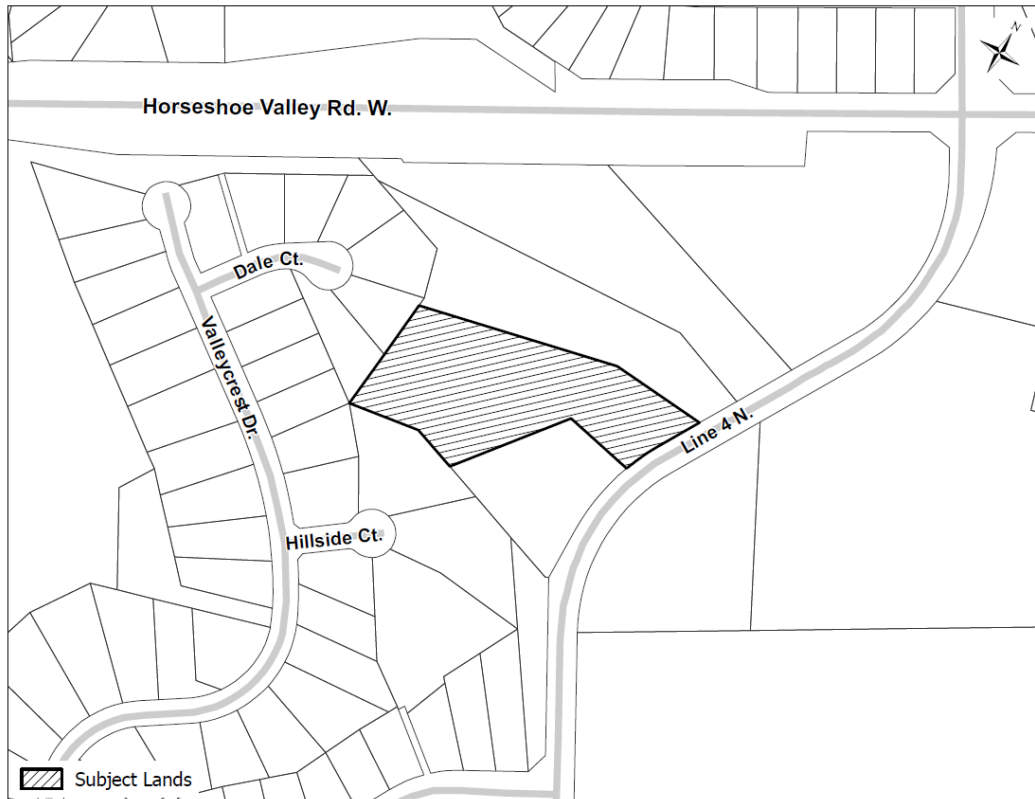 N
Horseshoe Valley Rd. W.
Dale Ct.
Valleycrest Dr.
Line 4 N.
Hillside Ct.
Subject Lands